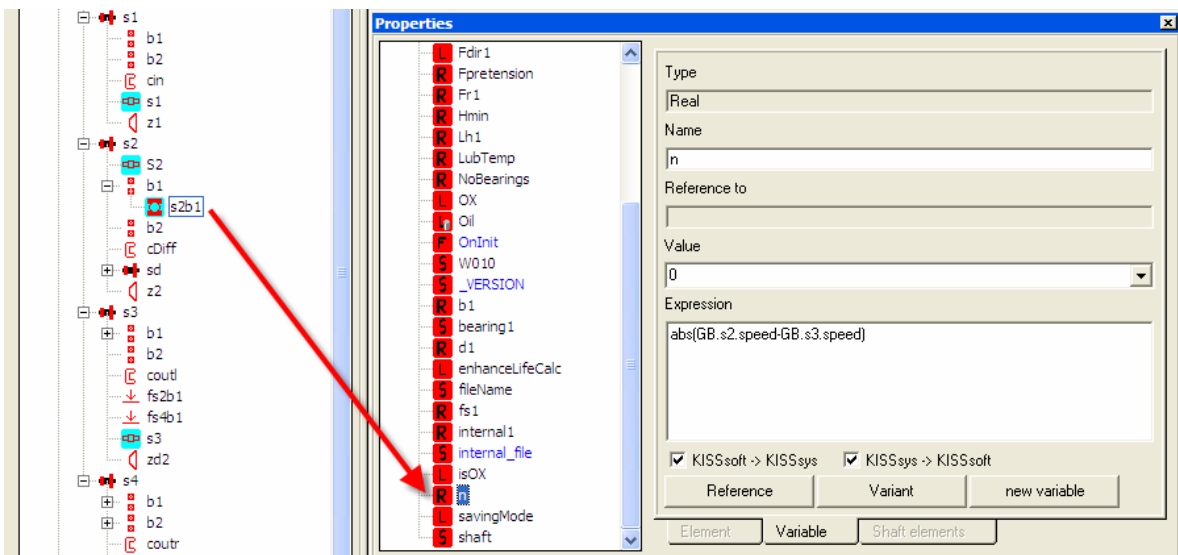 s1
b1
b2
cin
s1
z1
s2
S2
b1
s2b1
b2
cDiff
sd
z2
s3
b1
b2
coutl
fs2b1
fs4b1
s3
zd2
s4
b1
b2
coutr
Properties
L Fdir1
R Fpretension
R Fr1
R Hmin
R Lh1
R LubTemp
R NoBearings
L OX
L Oil
F OnInit
S W010
S _VERSION
R b1
S bearing1
R d1
L enhanceLifeCalc
S fileName
R fs1
R internal1
S internal_file
L isOX
R n
L savingMode
S shaft
Type
Real
Name
n
Reference to
Value
0
Expression
abs(GB.s2.speed-GB.s3.speed)
KISSsoft -> KISSsys KISSsys -> KISSsoft
Reference Variant new variable
Element Variable Shaft elements